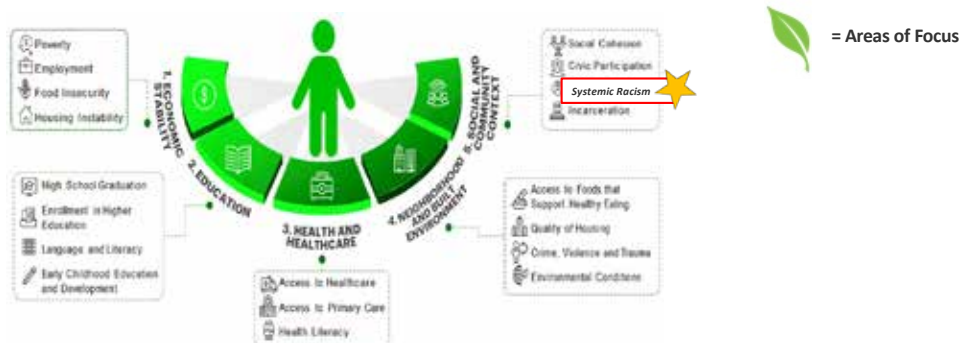 Poverty
Employment
Food Insecurity
Housing Instability
1. ECONOMIC
STABILITY
High School Graduation
Enrollment in Higher
Education
Language and Literacy
Early Childhood Education
and Development
2. EDUCATION
3. HEALTH AND
HEALTHCARE
Access to Healthcare
Access to Primary Care
Health Literacy
4. NEIGHBORHOOD
AND BUILT
ENVIRONMENT
Access to Foods that
Support Healthy Eating
Quality of Housing
Crime, Violence and Trauma
Environmental Conditions
5. SOCIAL AND
COMMUNITY
CONTEXT
Social Cohesion
Civic Participation
Systemic Racism
Incarceration
= Areas of Focus